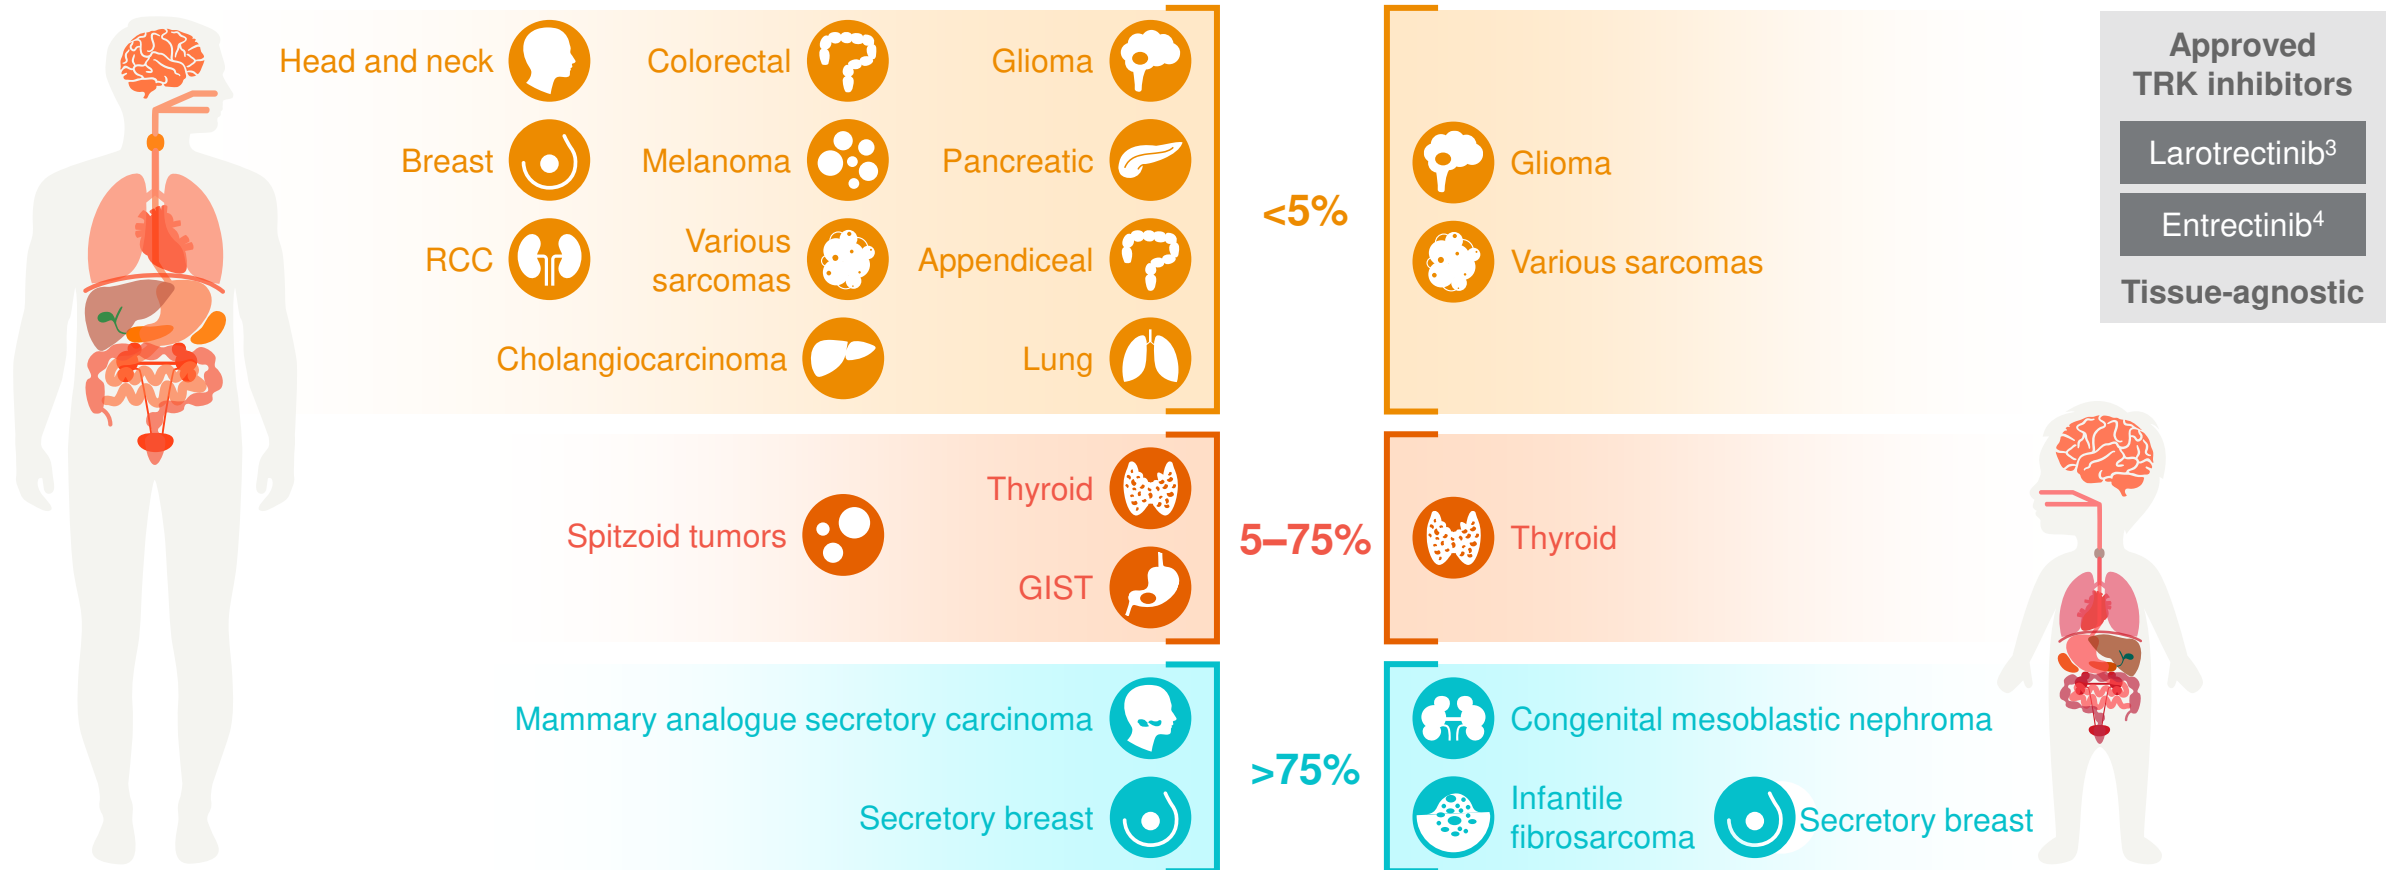 Head and neck
Colorectal
Glioma
Breast
Melanoma
Pancreatic
RCC
Various
sarcomas
Appendiceal
Cholangiocarcinoma
Lung
<5%
Glioma
Various sarcomas
Approved
TRK inhibitors
Larotrectinib³
Entrectinib⁴
Tissue-agnostic
Spitzoid tumors
Thyroid
GIST
5–75%
Thyroid
Mammary analogue secretory carcinoma
Secretory breast
>75%
Congenital mesoblastic nephroma
Infantile
fibrosarcoma
Secretory breast